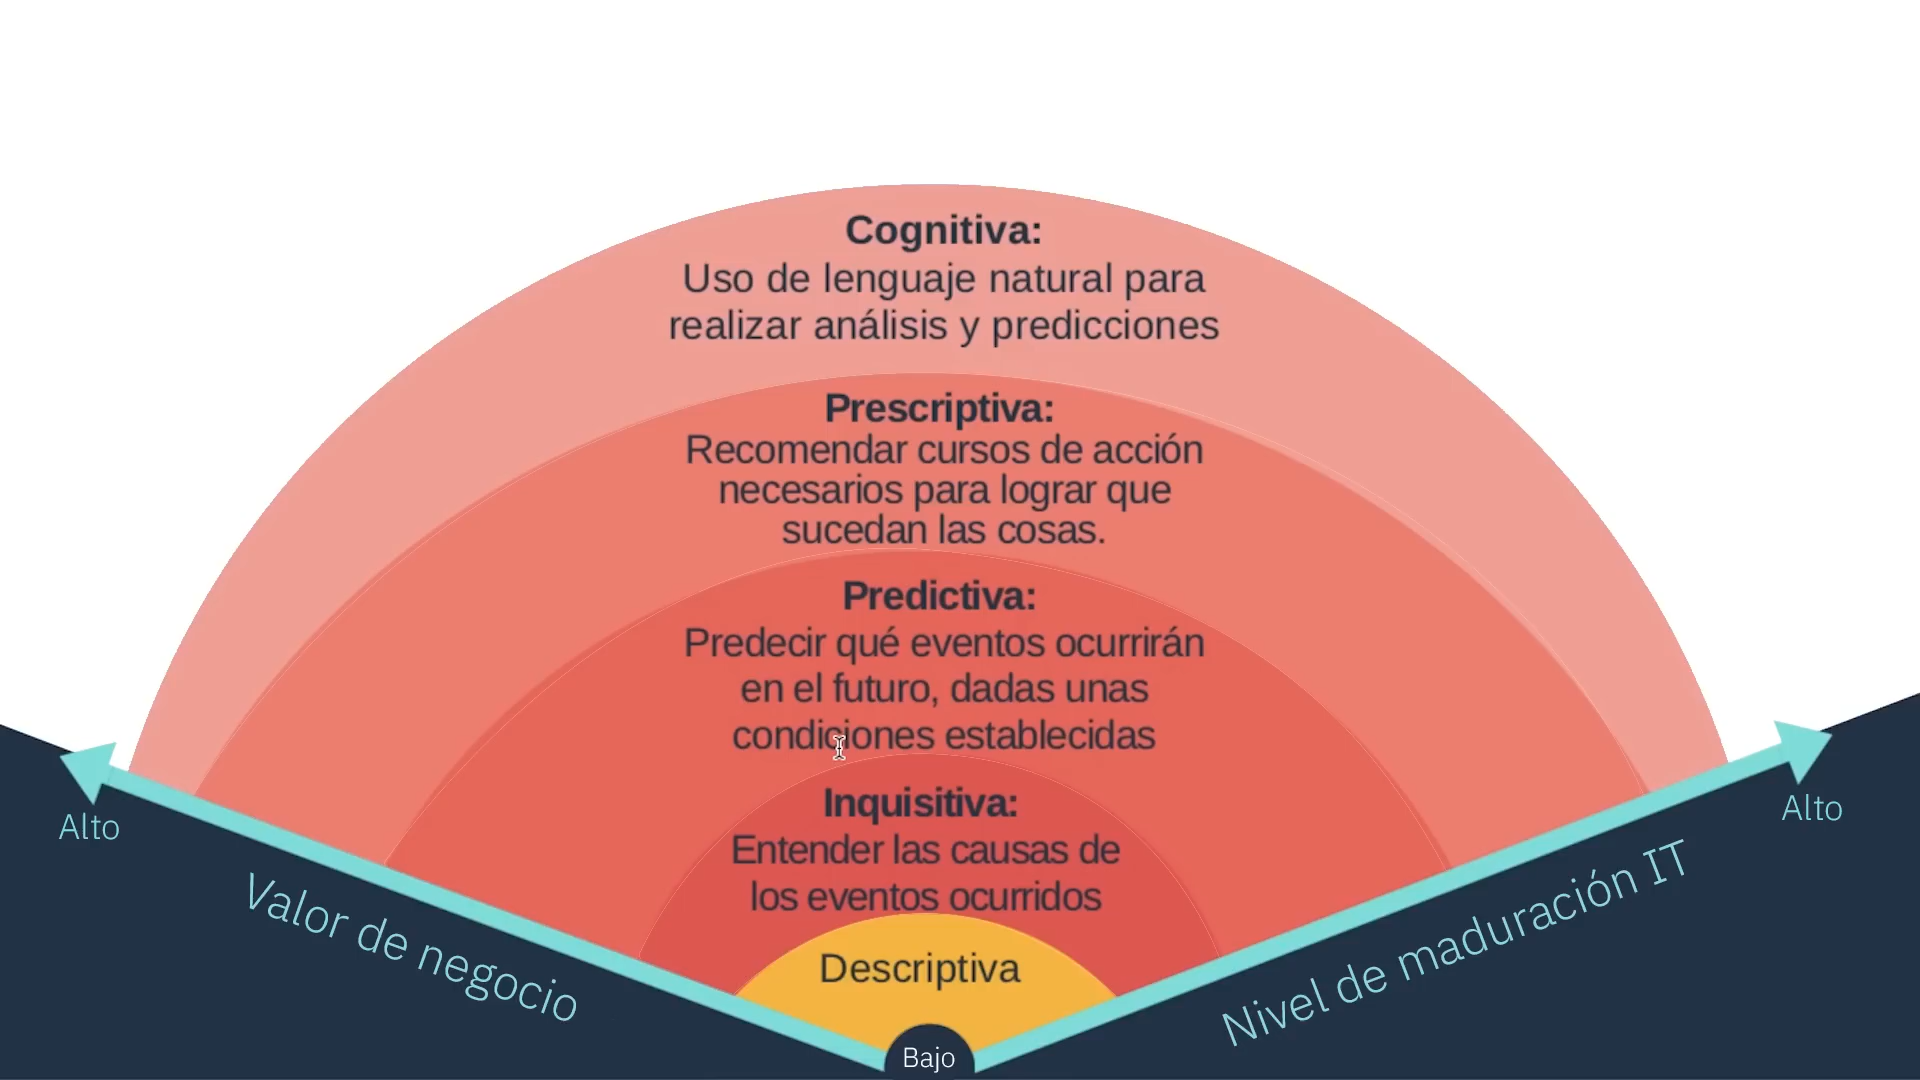 Cognitiva:
Uso de lenguaje natural para
realizar análisis y predicciones
Prescriptiva:
Recomendar cursos de acción
necesarios para lograr que
sucedan las cosas.
Predictiva:
Predecir qué eventos ocurrirán
en el futuro, dadas unas
condiciones establecidas
Inquisitiva:
Entender las causas de
los eventos ocurridos
Descriptiva
Bajo
Alto
Valor de negocio
Alto
Nivel de maduración IT